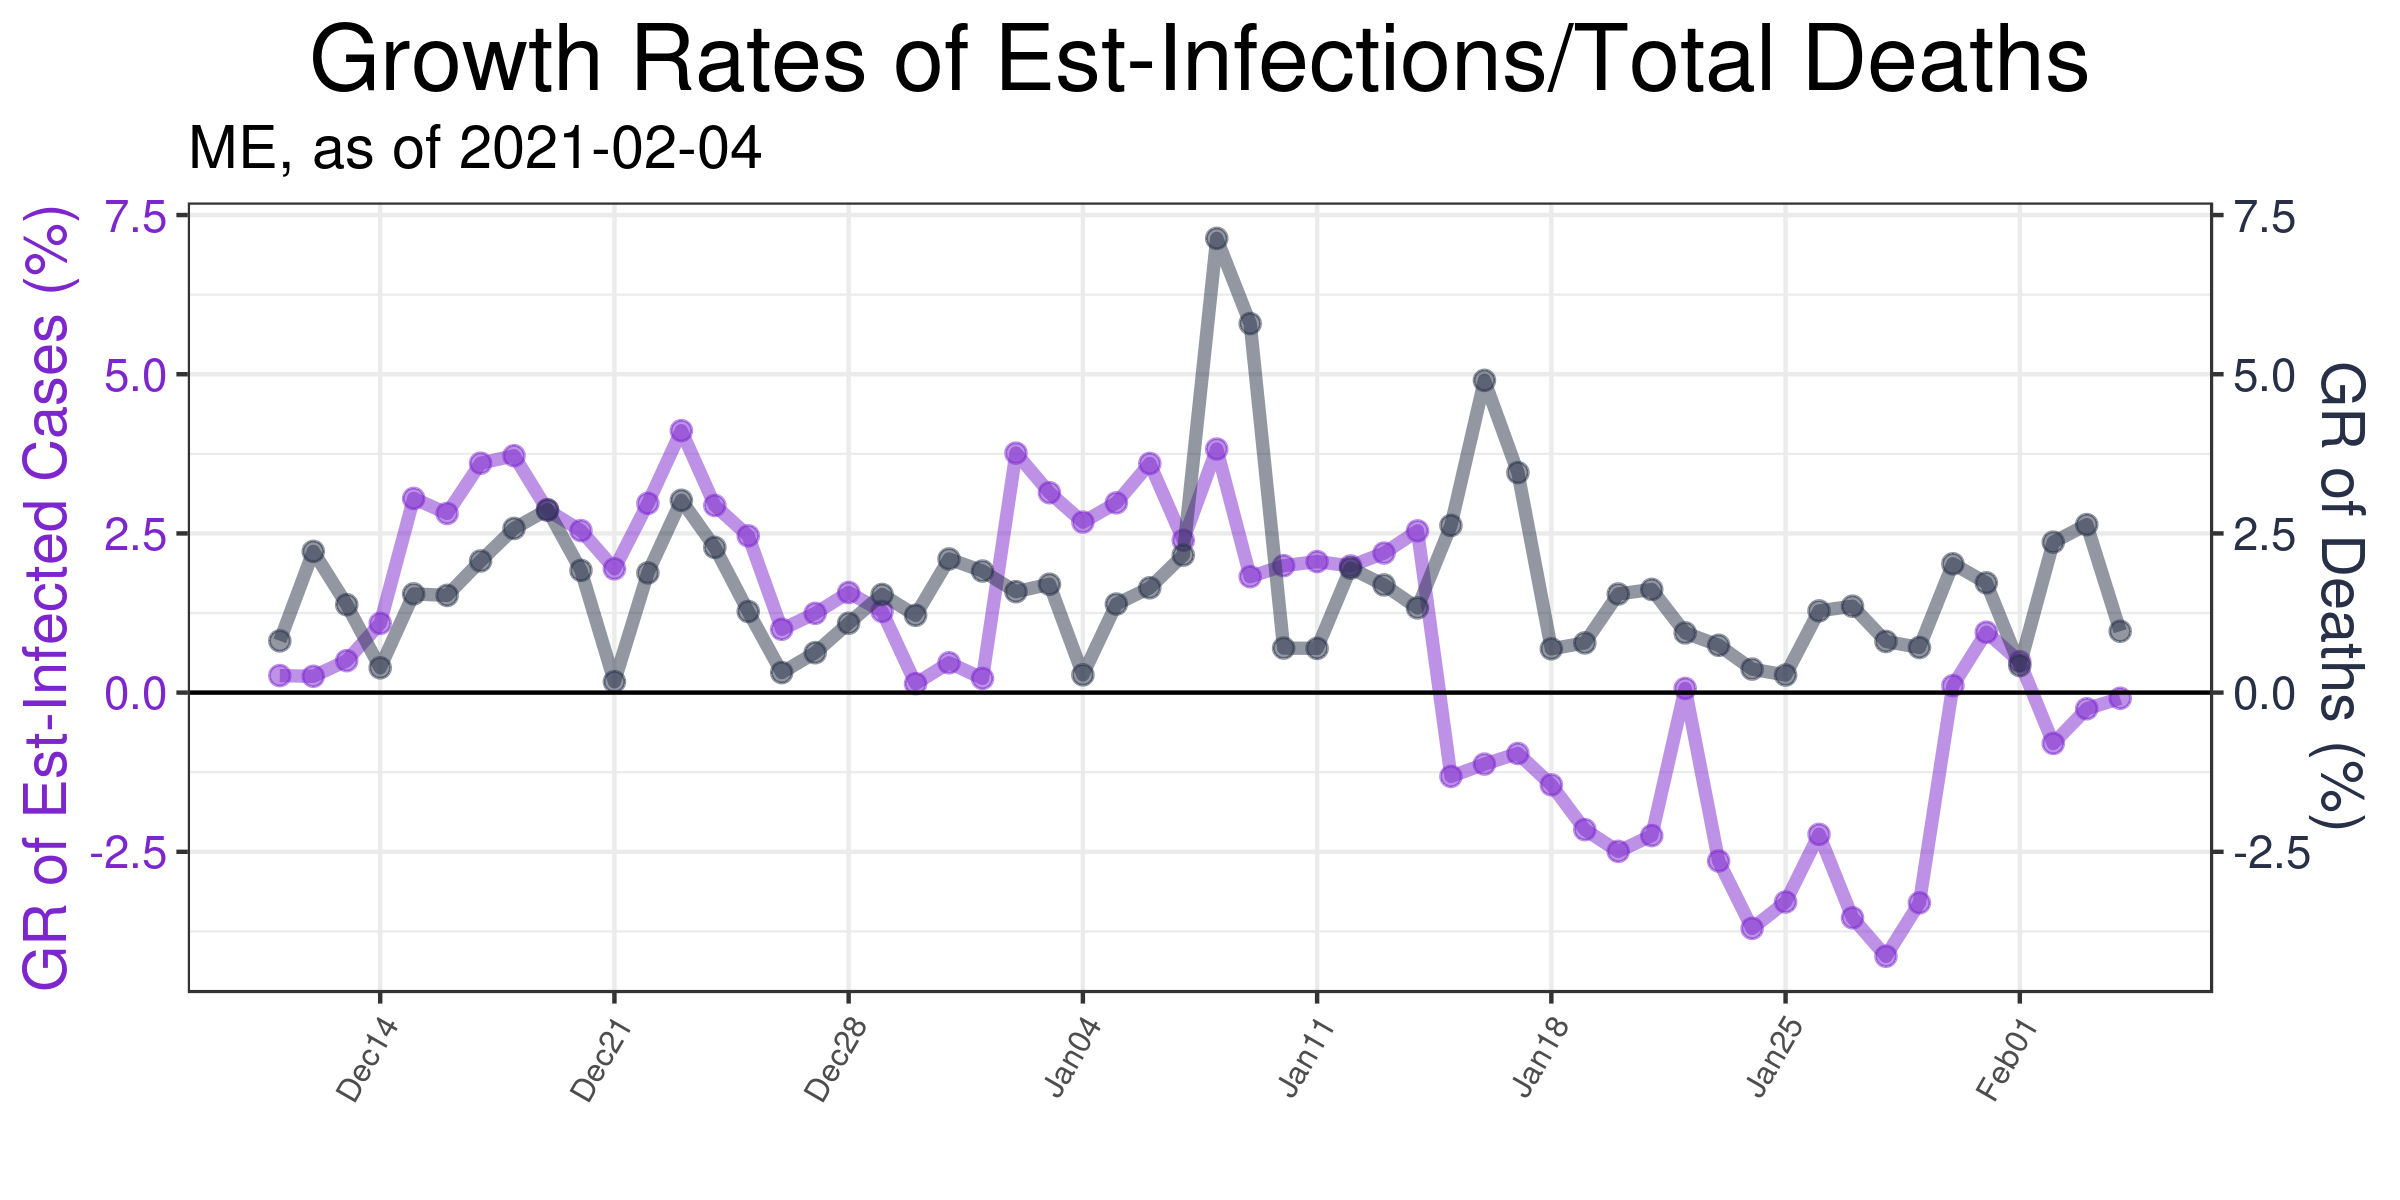 Growth Rates of Est-Infections/Total Deaths
ME, as of 2021-02-04
GR of Est-Infected Cases (%)
7.5
5.0
2.5
0.0
-2.5
7.5
5.0
2.5
0.0
-2.5
GR of Deaths (%)
Dec14
Dec21
Dec28
Jan04
Jan11
Jan18
Jan25
Feb01